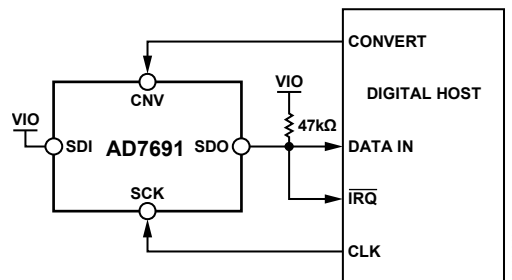 CONVERT
VIO
CNV
DIGITAL HOST
VIO
47kΩ
SDI
AD7691
SDO
DATA IN
SCK
IRQ
CLK